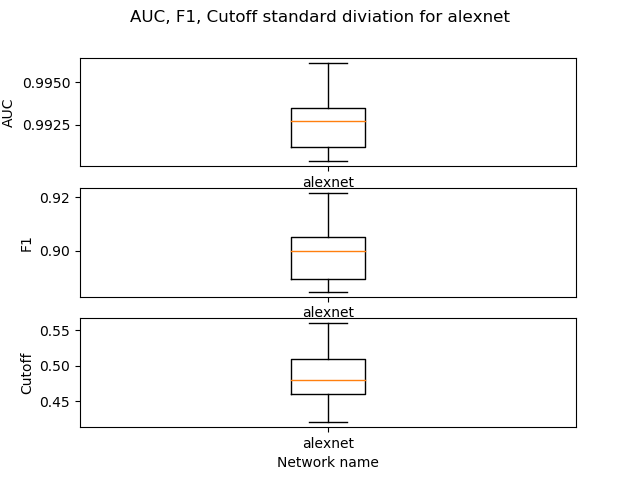 AUC, F1, Cutoff standard diviation for alexnet
AUC
0.9950
0.9925
alexnet
F1
0.92
0.90
alexnet
Cutoff
0.55
0.50
0.45
alexnet
Network name